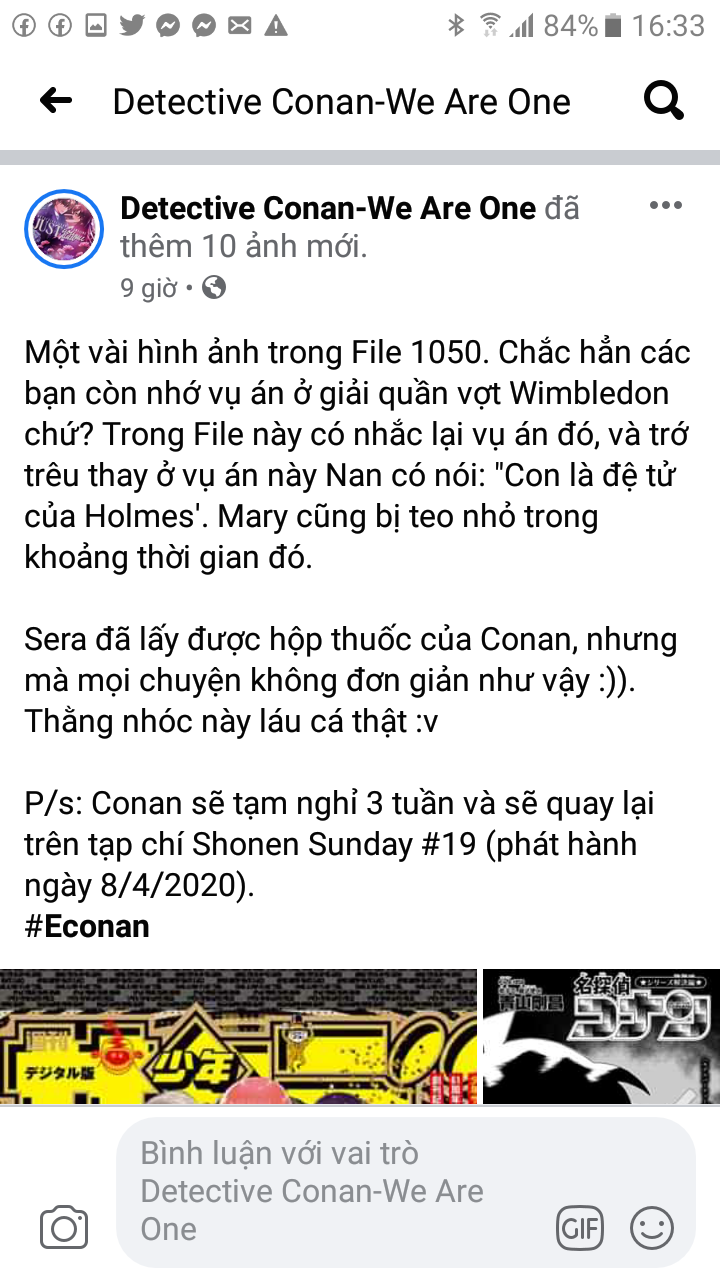 84% 16:33
Detective Conan-We Are One
Detective Conan-We Are One đã
thêm 10 ảnh mới.
9 giờ •
Một vài hình ảnh trong File 1050. Chắc hẳn các
bạn còn nhớ vụ án ở giải quần vợt Wimbledon
chứ? Trong File này có nhắc lại vụ án đó, và trớ
trêu thay ở vụ án này Nan có nói: "Con là đệ tử
của Holmes'. Mary cũng bị teo nhỏ trong
khoảng thời gian đó.
Sera đã lấy được hộp thuốc của Conan, nhưng
mà mọi chuyện không đơn giản như vậy :)).
Thằng nhóc này láu cá thật :v
P/s: Conan sẽ tạm nghỉ 3 tuần và sẽ quay lại
trên tạp chí Shonen Sunday #19 (phát hành
ngày 8/4/2020).
#Econan
週刊
デジタル版
少年
青山剛昌
名探偵
コナン
Bình luận với vai trò
Detective Conan-We Are
One
GIF